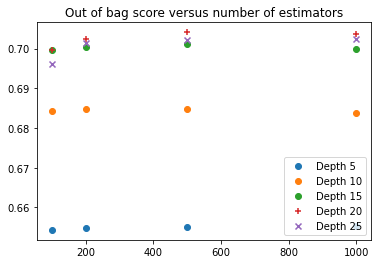 Out of bag score versus number of estimators
0.70
0.69
0.68
0.67
0.66
Depth 5
Depth 10
Depth 15
Depth 20
Depth 25
200
400
600
800
1000